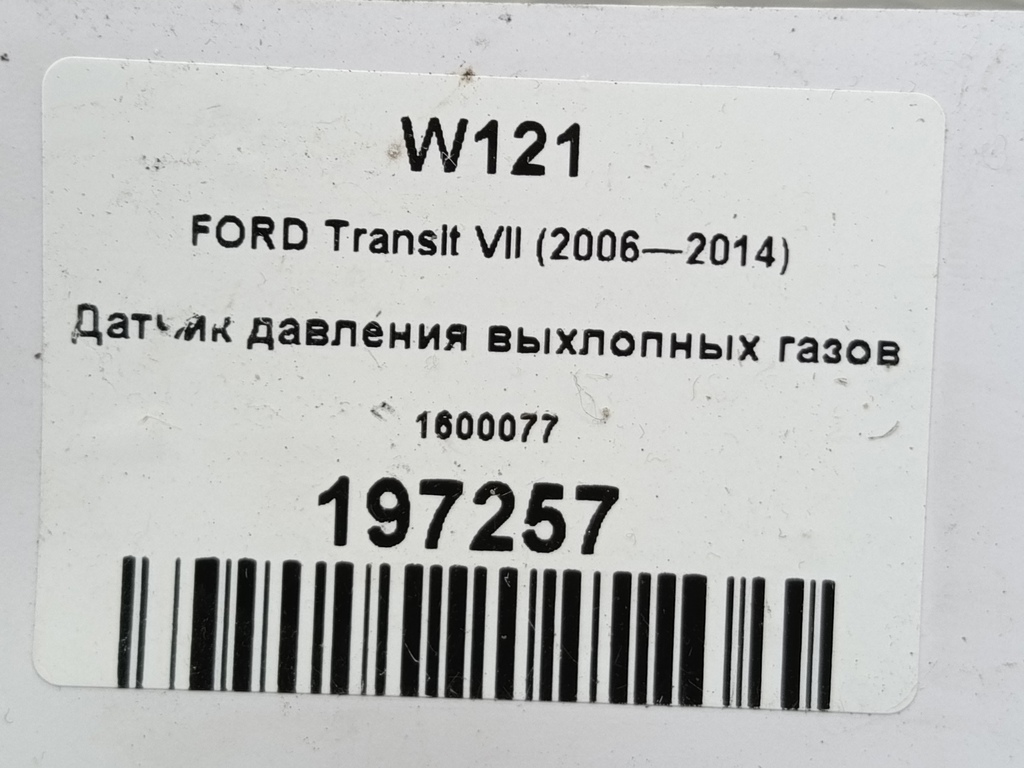 W121
FORD Transit VII (2006—2014)
Датчик давления выхлопных газов
1600077
197257